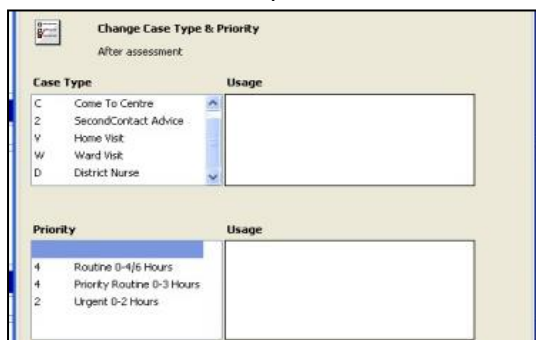 Change Case Type & Priority
After assessment
Case Type Usage
C Come To Centre
2 SecondContact Advice
V Home Visit
W Ward Visit
D District Nurse
Priority Usage
4 Routine 0-4/6 Hours
4 Priority Routine 0-3 Hours
2 Urgent 0-2 Hours